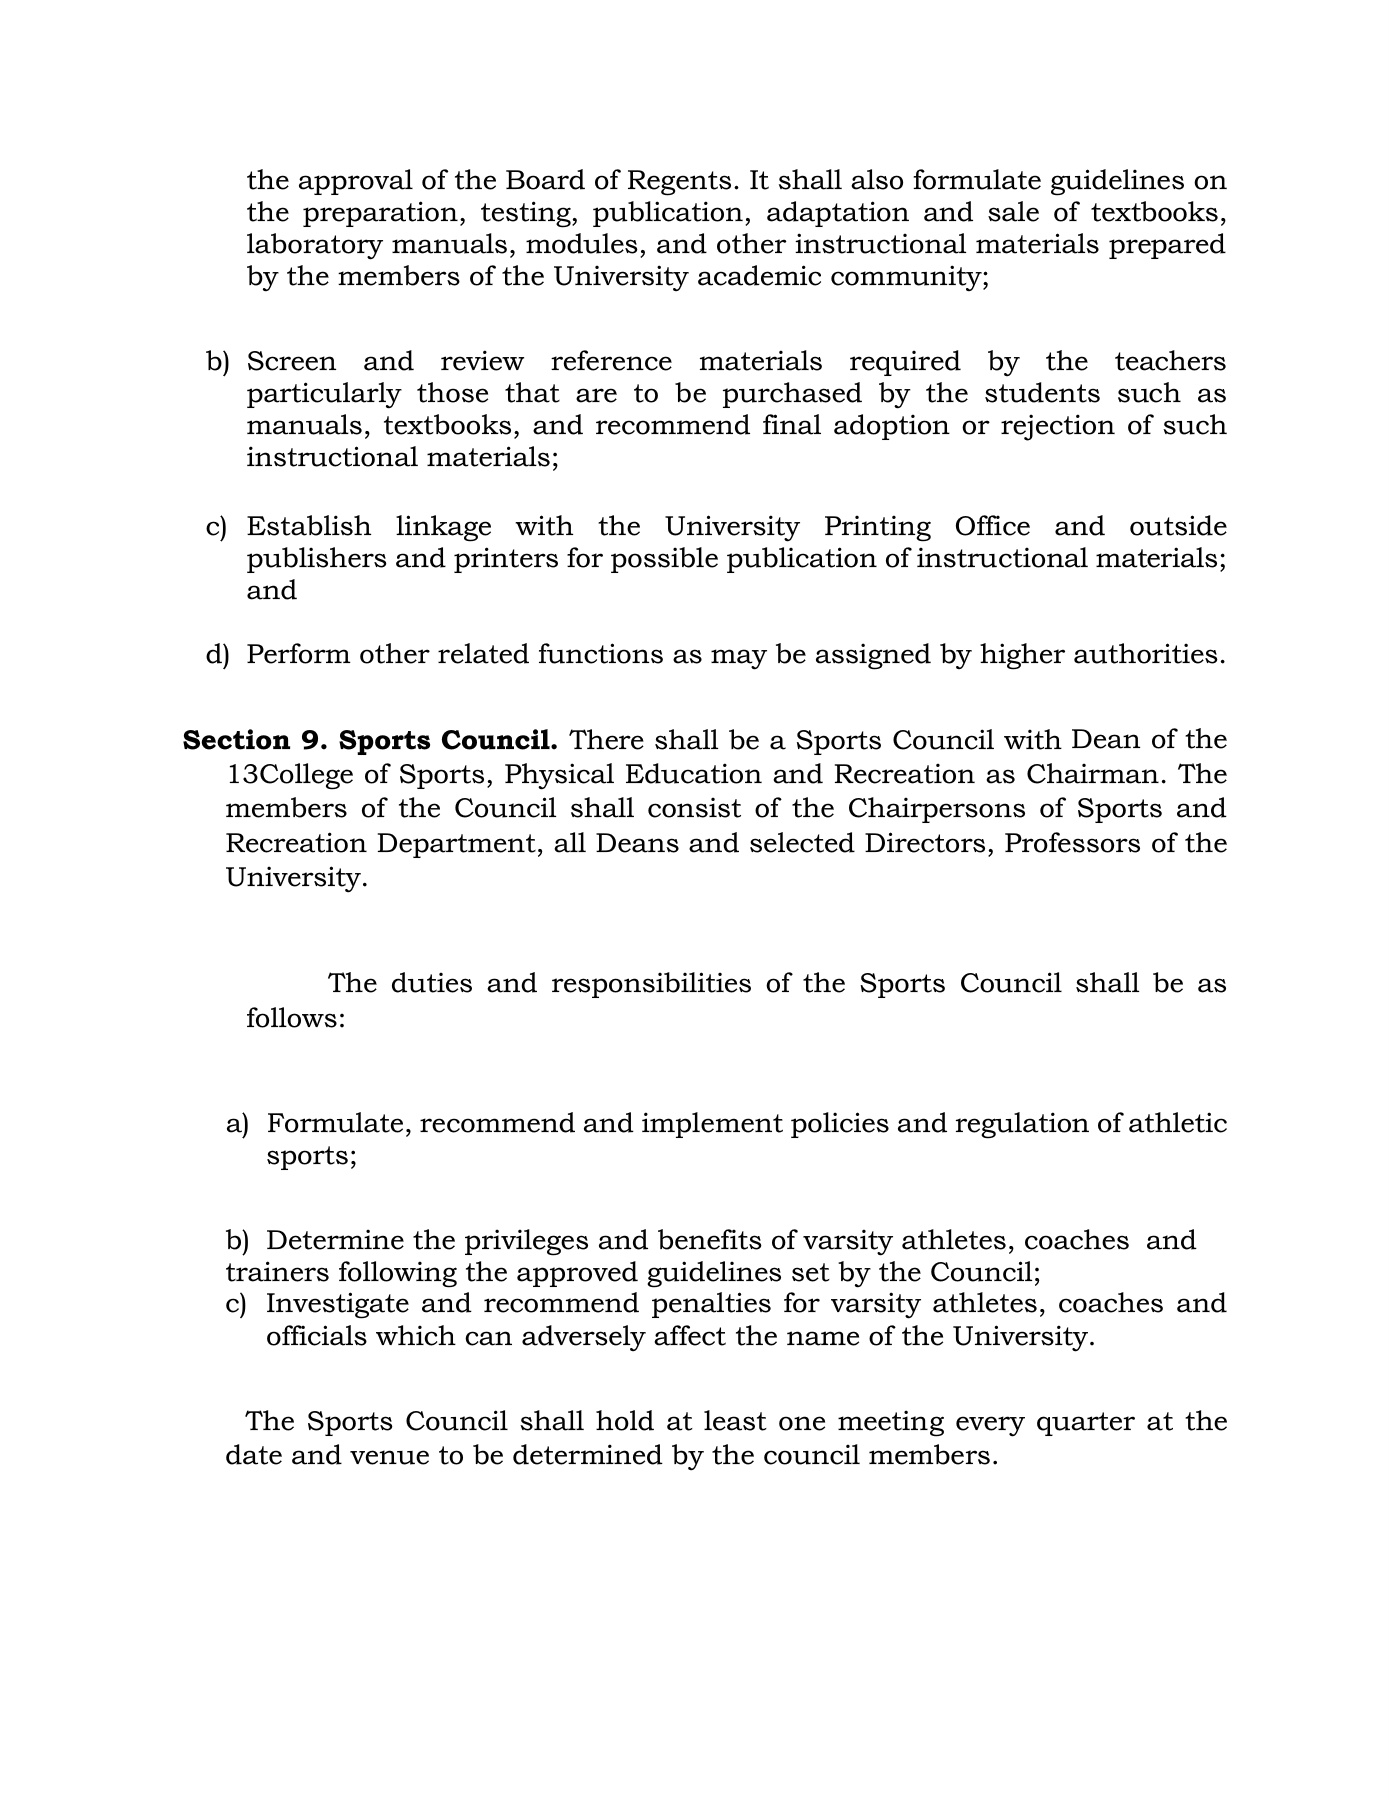 the approval of the Board of Regents. It shall also formulate guidelines on
the preparation, testing, publication, adaptation and sale of textbooks,
laboratory manuals, modules, and other instructional materials prepared
by the members of the University academic community;
b) Screen and review reference materials required by the teachers
particularly those that are to be purchased by the students such as
manuals, textbooks, and recommend final adoption or rejection of such
instructional materials;
c) Establish linkage with the University Printing Office and outside
publishers and printers for possible publication of instructional materials;
and
d) Perform other related functions as may be assigned by higher authorities.
Section 9. Sports Council. There shall be a Sports Council with Dean of the
13College of Sports, Physical Education and Recreation as Chairman. The
members of the Council shall consist of the Chairpersons of Sports and
Recreation Department, all Deans and selected Directors, Professors of the
University.
The duties and responsibilities of the Sports Council shall be as
follows:
a) Formulate, recommend and implement policies and regulation of athletic
sports;
b) Determine the privileges and benefits of varsity athletes, coaches and
trainers following the approved guidelines set by the Council;
c) Investigate and recommend penalties for varsity athletes, coaches and
officials which can adversely affect the name of the University.
The Sports Council shall hold at least one meeting every quarter at the
date and venue to be determined by the council members.